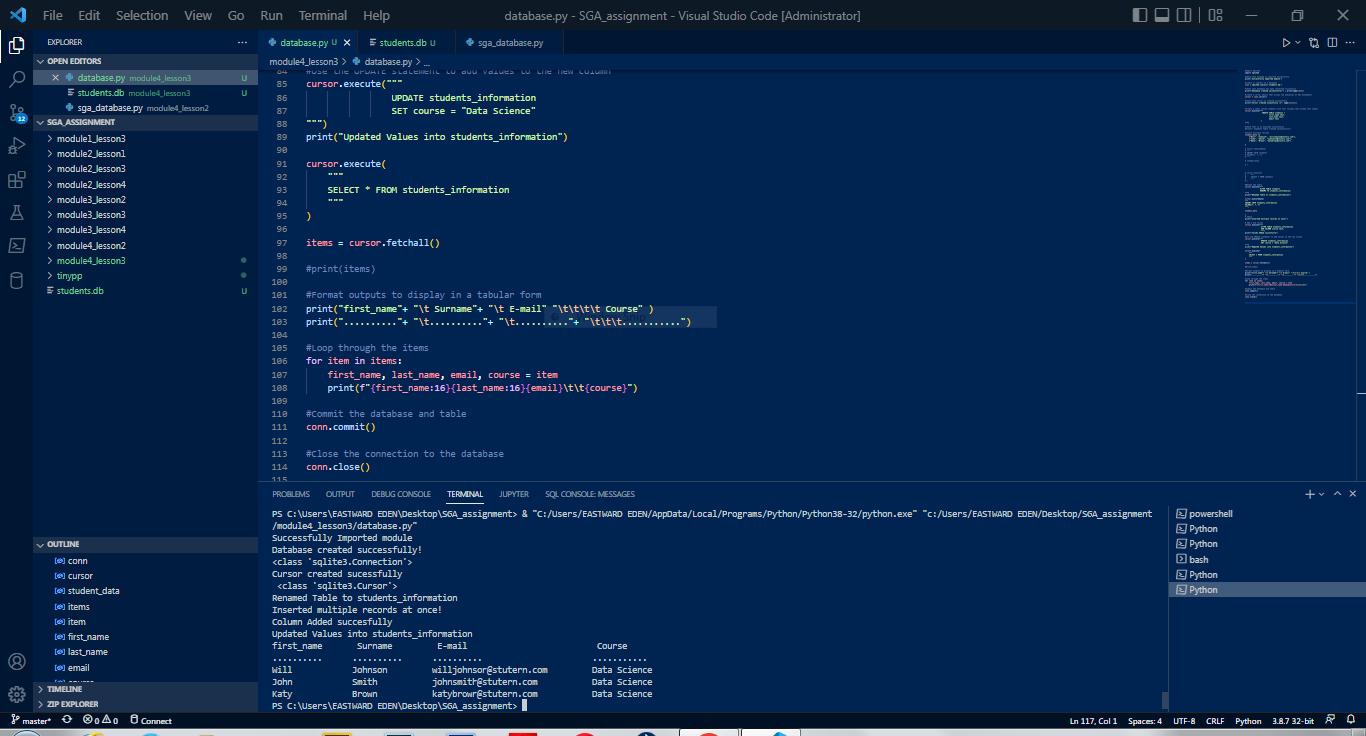 File Edit Selection View Go Run Terminal Help
database.py - SGA_assignment - Visual Studio Code [Administrator]
EXPLORER
OPEN EDITORS
database.py module4_lesson3 U
students.db module4_lesson3 U
sga_database.py module4_lesson2
SGA_ASSIGNMENT
module1_lesson3
module2_lesson1
module2_lesson3
module2_lesson4
module3_lesson2
module3_lesson3
module3_lesson4
module4_lesson2
module4_lesson3
tinypp
students.db U
OUTLINE
conn
cursor
student_data
items
item
first_name
last_name
email
course
TIMELINE
ZIP EXPLORER
12
database.py U
students.db U
sga_database.py
module4_lesson3 > database.py > ...
84 #Use the UPDATE statement to add values to the new column
85 cursor.execute("""
86 UPDATE students_information
87 SET course = "Data Science"
88 """)
89 print("Updated Values into students_information")
90
91 cursor.execute(
92 """
93 SELECT * FROM students_information
94 """
95 )
96
97 items = cursor.fetchall()
98
99 #print(items)
100
101 #Format outputs to display in a tabular form
102 print("first_name"+ "\t Surname"+ "\t E-mail" "\t\t\t\t Course" )
103 print(".........."+ "\t.........."+ "\t.........."+ "\t\t\t...........")
104
105 #Loop through the items
106 for item in items:
107 first_name, last_name, email, course = item
108 print(f"{first_name:16}{last_name:16}{email}\t\t{course}")
109
110 #Commit the database and table
111 conn.commit()
112
113 #Close the connection to the database
114 conn.close()
115
PROBLEMS OUTPUT DEBUG CONSOLE TERMINAL JUPYTER SQL CONSOLE: MESSAGES
PS C:\Users\EASTWARD EDEN\Desktop\SGA_assignment> & "C:/Users/EASTWARD EDEN/AppData/Local/Programs/Python/Python38-32/python.exe" "c:/Users/EASTWARD EDEN/Desktop/SGA_assignment
/module4_lesson3/database.py"
Successfully Imported module
Database created successfully!
<class 'sqlite3.Connection'>
Cursor created sucessfully
<class 'sqlite3.Cursor'>
Renamed Table to students_information
Inserted multiple records at once!
Column Added succesfully
Updated Values into students_information
first_name Surname E-mail Course
.......... .......... .......... ...........
Will Johnson willjohnsor@stutern.com Data Science
John Smith johnsmitr@stutern.com Data Science
Katy Brown katybrowr@stutern.com Data Science
PS C:\Users\EASTWARD EDEN\Desktop\SGA_assignment>
powershell
Python
Python
bash
Python
Python
master* 0 0 Connect
Ln 117, Col 1 Spaces: 4 UTF-8 CRLF Python 3.8.7 32-bit